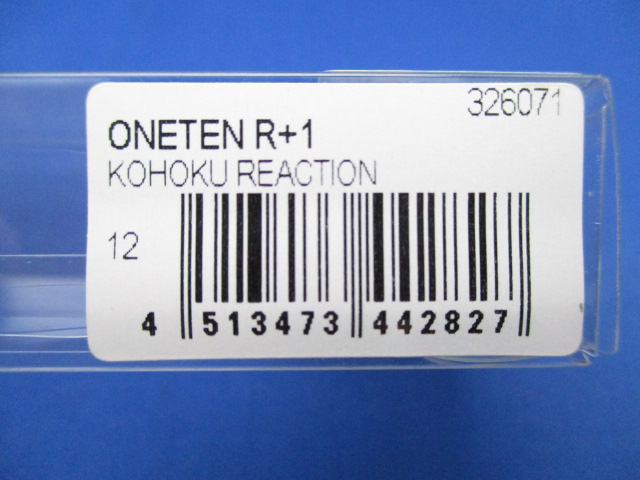 326071
ONETEN R+1
KOHOKU REACTION
12
4 513473 442827